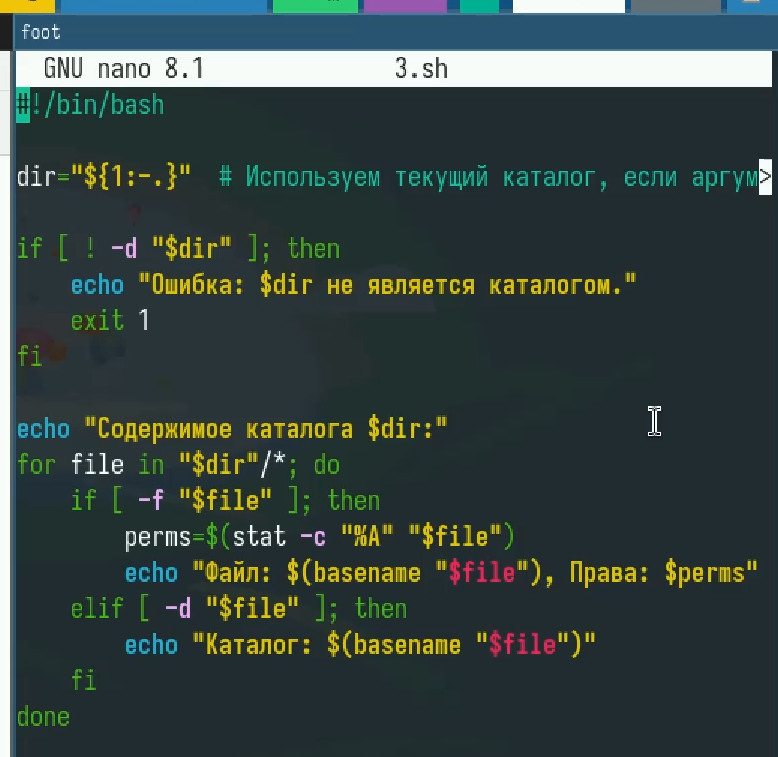 foot
GNU nano 8.1 3.sh
#!/bin/bash
dir="${1:-.}" # Используем текущий каталог, если аргум>
if [ ! -d "$dir" ]; then
echo "Ошибка: $dir не является каталогом."
exit 1
fi
echo "Содержимое каталога $dir:"
for file in "$dir"/*; do
if [ -f "$file" ]; then
perms=$(stat -c "%A" "$file")
echo "Файл: $(basename "$file"), Права: $perms"
elif [ -d "$file" ]; then
echo "Каталог: $(basename "$file")"
fi
done